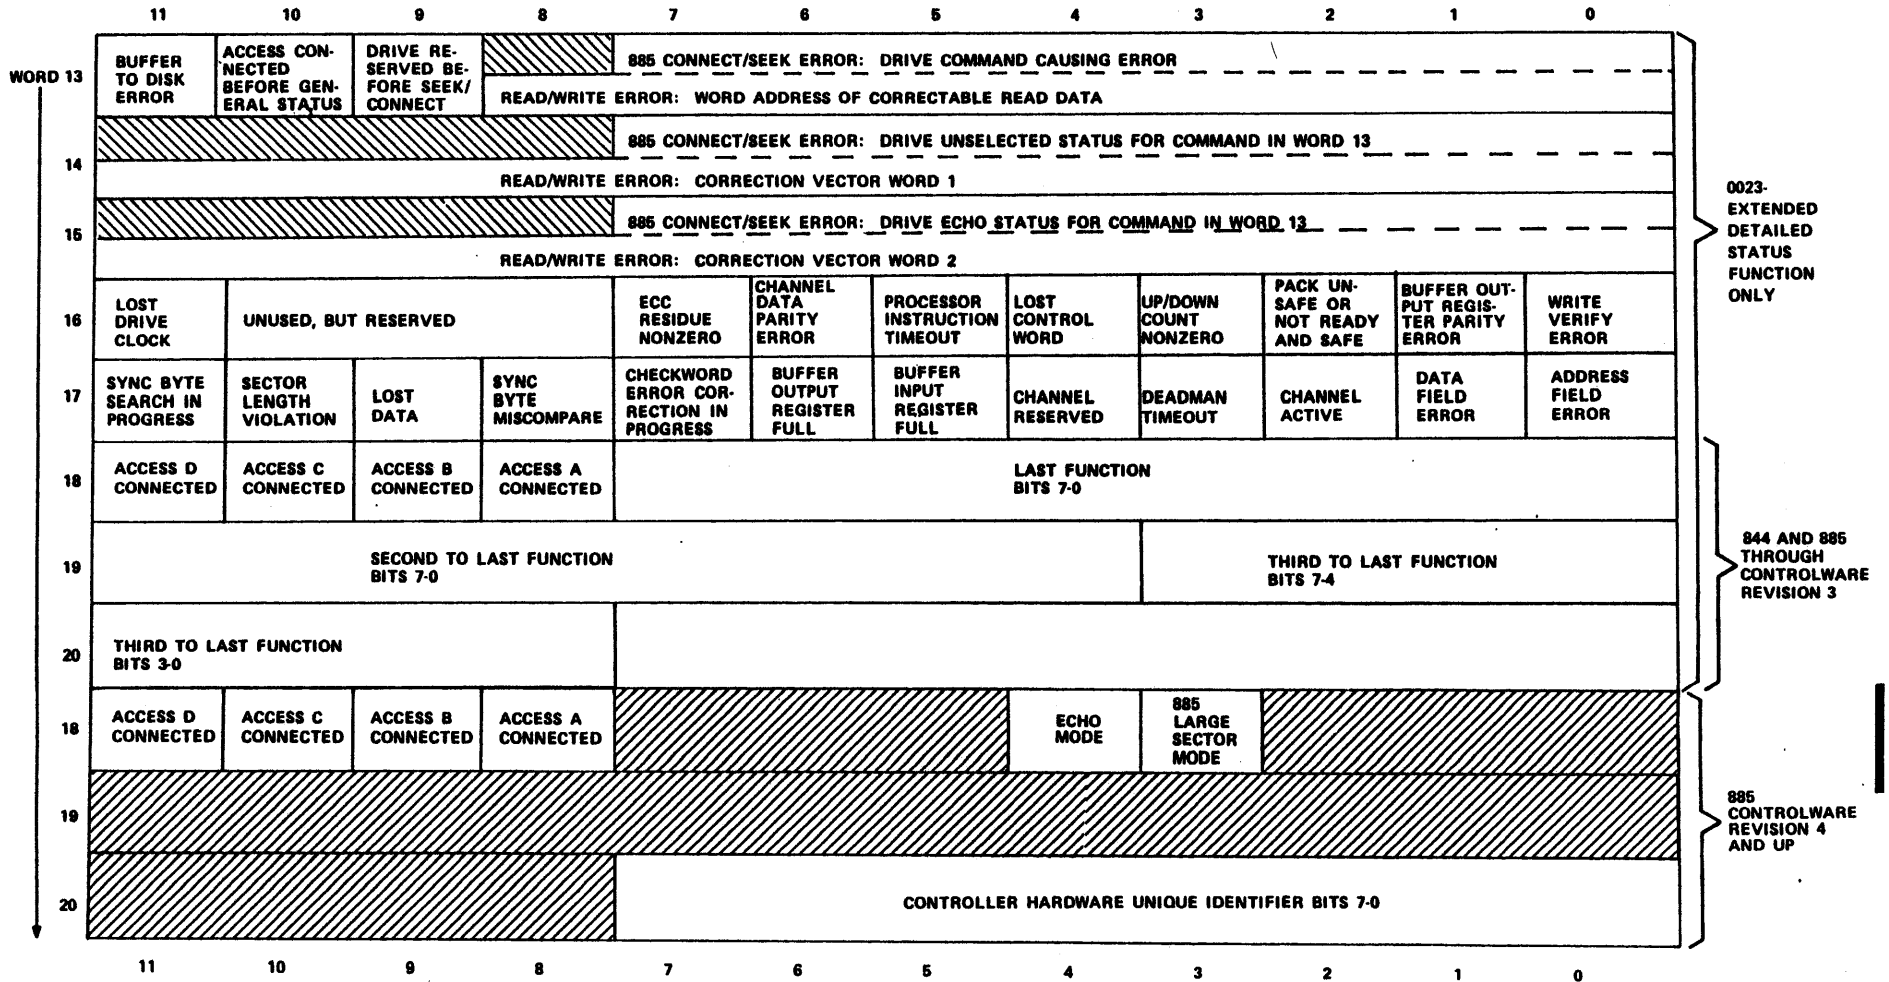 11 10 9 8 7 6 5 4 3 2 1 0
WORD 13
BUFFER
TO DISK
ERROR
ACCESS CON-
NECTED
BEFORE GEN-
ERAL STATUS
DRIVE RE-
SERVED BE-
FORE SEEK/
CONNECT
885 CONNECT/SEEK ERROR: DRIVE COMMAND CAUSING ERROR
READ/WRITE ERROR: WORD ADDRESS OF CORRECTABLE READ DATA
14
885 CONNECT/SEEK ERROR: DRIVE UNSELECTED STATUS FOR COMMAND IN WORD 13
READ/WRITE ERROR: CORRECTION VECTOR WORD 1
15
885 CONNECT/SEEK ERROR: DRIVE ECHO STATUS FOR COMMAND IN WORD 13
READ/WRITE ERROR: CORRECTION VECTOR WORD 2
0023-
EXTENDED
DETAILED
STATUS
FUNCTION
ONLY
16
LOST
DRIVE
CLOCK
UNUSED, BUT RESERVED
ECC
RESIDUE
NONZERO
CHANNEL
DATA
PARITY
ERROR
PROCESSOR
INSTRUCTION
TIMEOUT
LOST
CONTROL
WORD
UP/DOWN
COUNT
NONZERO
PACK UN-
SAFE OR
NOT READY
AND SAFE
BUFFER OUT-
PUT REGIS-
TER PARITY
ERROR
WRITE
VERIFY
ERROR
17
SYNC BYTE
SEARCH IN
PROGRESS
SECTOR
LENGTH
VIOLATION
LOST
DATA
SYNC
BYTE
MISCOMPARE
CHECKWORD
ERROR COR-
RECTION IN
PROGRESS
BUFFER
OUTPUT
REGISTER
FULL
BUFFER
INPUT
REGISTER
FULL
CHANNEL
RESERVED
DEADMAN
TIMEOUT
CHANNEL
ACTIVE
DATA
FIELD
ERROR
ADDRESS
FIELD
ERROR
18
ACCESS D
CONNECTED
ACCESS C
CONNECTED
ACCESS B
CONNECTED
ACCESS A
CONNECTED
LAST FUNCTION
BITS 7-0
19
SECOND TO LAST FUNCTION
BITS 7-0
THIRD TO LAST FUNCTION
BITS 7-4
844 AND 885
THROUGH
CONTROLWARE
REVISION 3
20
THIRD TO LAST FUNCTION
BITS 3-0
18
ACCESS D
CONNECTED
ACCESS C
CONNECTED
ACCESS B
CONNECTED
ACCESS A
CONNECTED
ECHO
MODE
885
LARGE
SECTOR
MODE
19
885
CONTROLWARE
REVISION 4
AND UP
20
CONTROLLER HARDWARE UNIQUE IDENTIFIER BITS 7-0
11 10 9 8 7 6 5 4 3 2 1 0